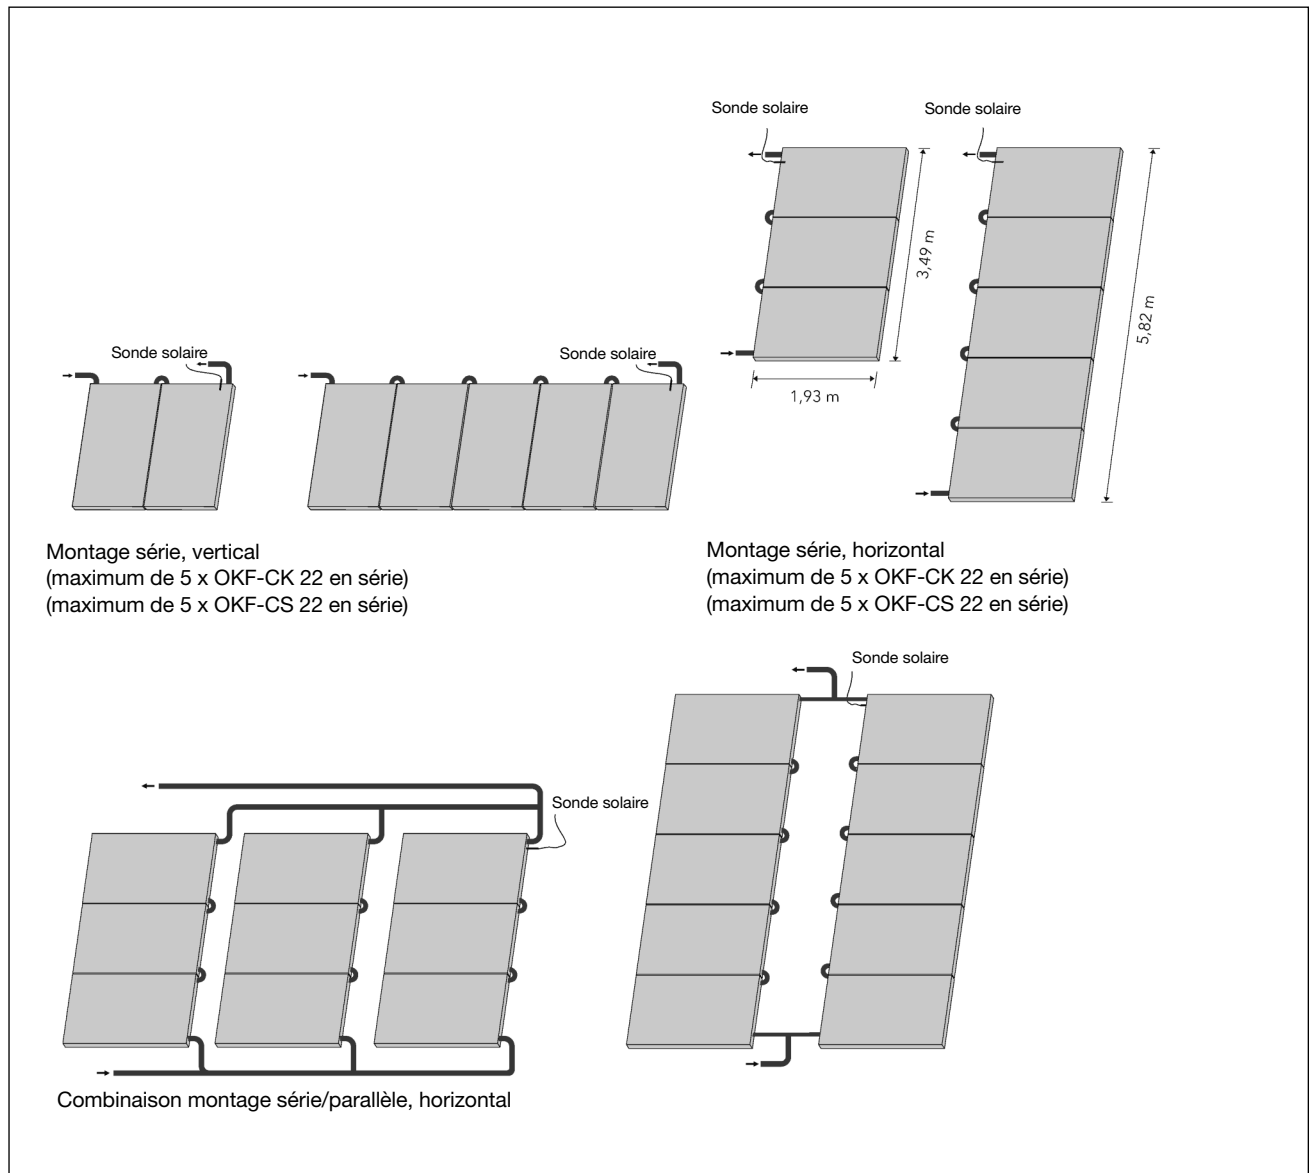 Sonde solaire
Sonde solaire
3,49 m
5,82 m
1,93 m
Sonde solaire
Sonde solaire
Montage série, vertical
(maximum de 5 x OKF-CK 22 en série)
(maximum de 5 x OKF-CS 22 en série)
Montage série, horizontal
(maximum de 5 x OKF-CK 22 en série)
(maximum de 5 x OKF-CS 22 en série)
Sonde solaire
Sonde solaire
Combinaison montage série/parallèle, horizontal